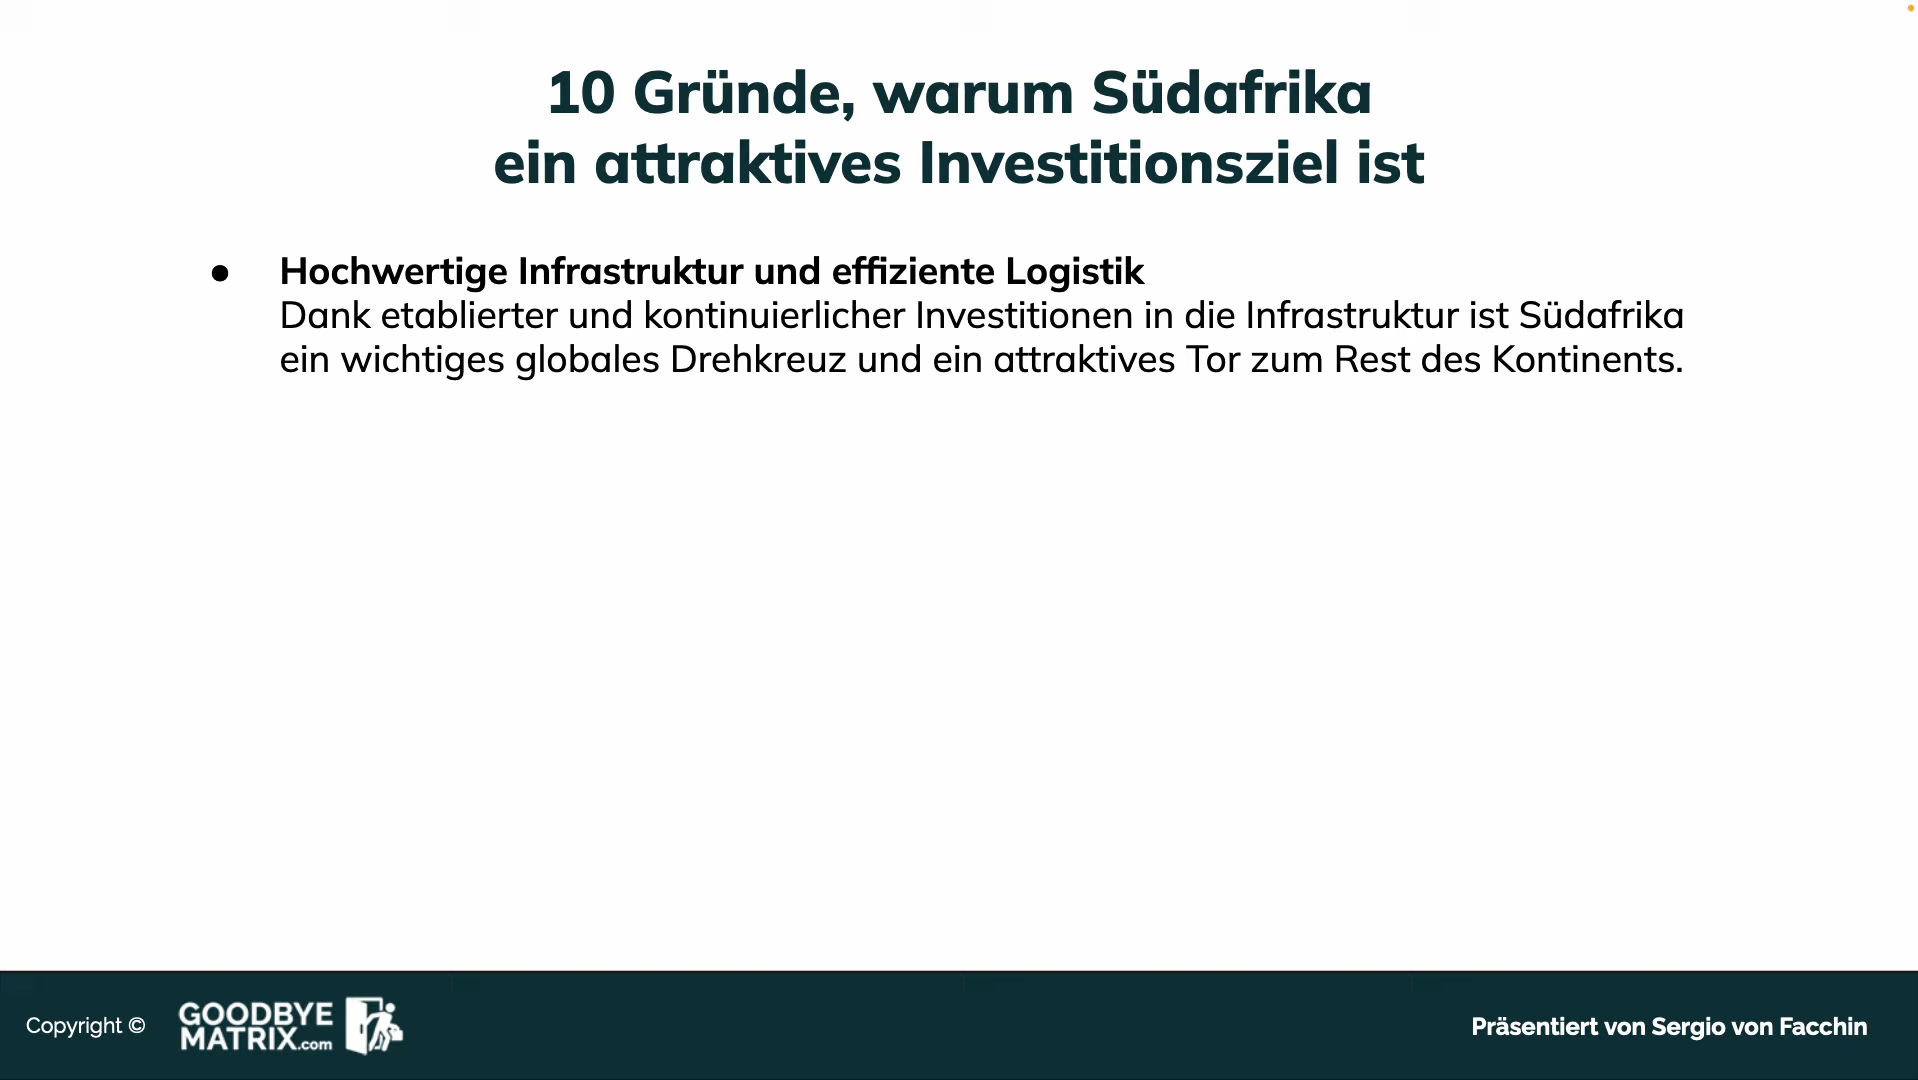 10 Gründe, warum Südafrika
ein attraktives Investitionsziel ist
● Hochwertige Infrastruktur und effiziente Logistik
Dank etablierter und kontinuierlicher Investitionen in die Infrastruktur ist Südafrika
ein wichtiges globales Drehkreuz und ein attraktives Tor zum Rest des Kontinents.
Copyright ©
GOODBYE
MATRIX.com
Präsentiert von Sergio von Facchin